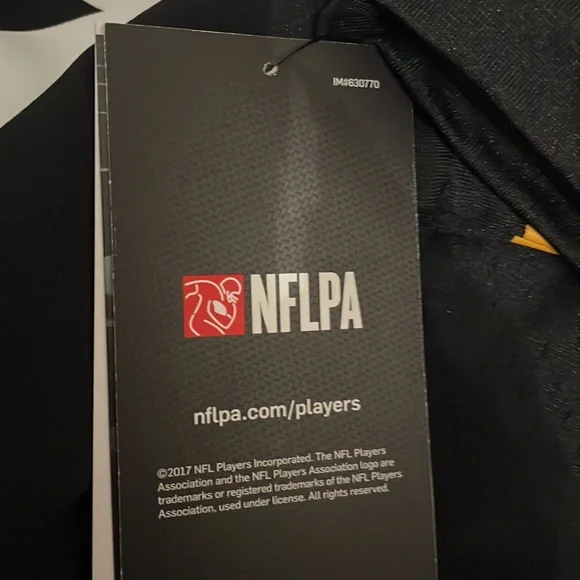 IM#630770
NFLPA
nflpa.com/players
©2017 NFL Players Incorporated. The NFL Players
Association and the NFL Players Association logo are
trademarks or registered trademarks of the NFL Players
Association, used under license. All rights reserved.